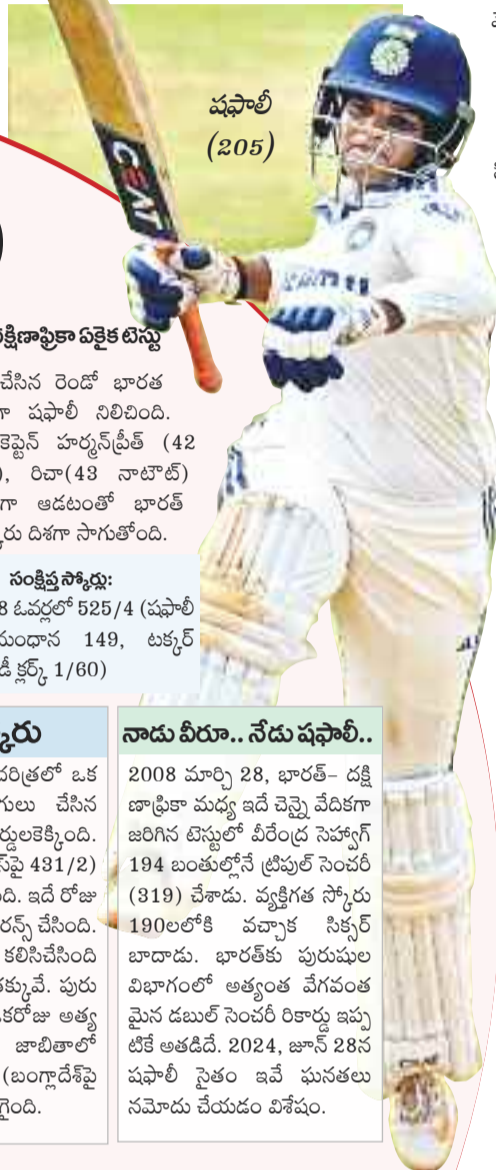 షఫాలీ
(205)
CEAT
దక్షిణాఫ్రికా ఏకైక టెస్టు
చేసిన రెండో భారత
గా షఫాలీ నిలిచింది.
కెప్టెన్ హర్మన్‌ప్రీత్ (42
), రిచా(43 నాటౌట్)
గా ఆడటంతో భారత్
రు దిశగా సాగుతోంది.
సంక్షిప్త స్కోర్లు:
8 ఓవర్లలో 525/4 (షఫాలీ
మంధాన 149, టక్కర్
డీ క్లర్క్ 1/60)
స్కోరు
చరిత్రలో ఒక
గులు చేసిన
ర్డులకెక్కింది.
స్‌పై 431/2)
ది. ఇదే రోజు
రన్స్ చేసింది.
కలిసిచేసింది
తక్కువే. పురు
కరోజు అత్య
జాబితాలో
(బంగ్లాదేశ్‌పై
గ్గైంది.
నాడు వీరూ.. నేడు షఫాలీ..
2008 మార్చి 28, భారత్– దక్షి
ణాఫ్రికా మధ్య ఇదే చెన్నై వేదికగా
జరిగిన టెస్టులో వీరేంద్ర సెహ్వాగ్
194 బంతుల్లోనే ట్రిపుల్ సెంచరీ
(319) చేశాడు. వ్యక్తిగత స్కోరు
190లలోకి వచ్చాక సిక్సర్
బాదాడు. భారత్‌కు పురుషుల
విభాగంలో అత్యంత వేగవంత
మైన డబుల్ సెంచరీ రికార్డు ఇప్ప
టికే అతడిదే. 2024, జూన్ 28న
షఫాలీ సైతం ఇవే ఘనతలు
నమోదు చేయడం విశేషం.